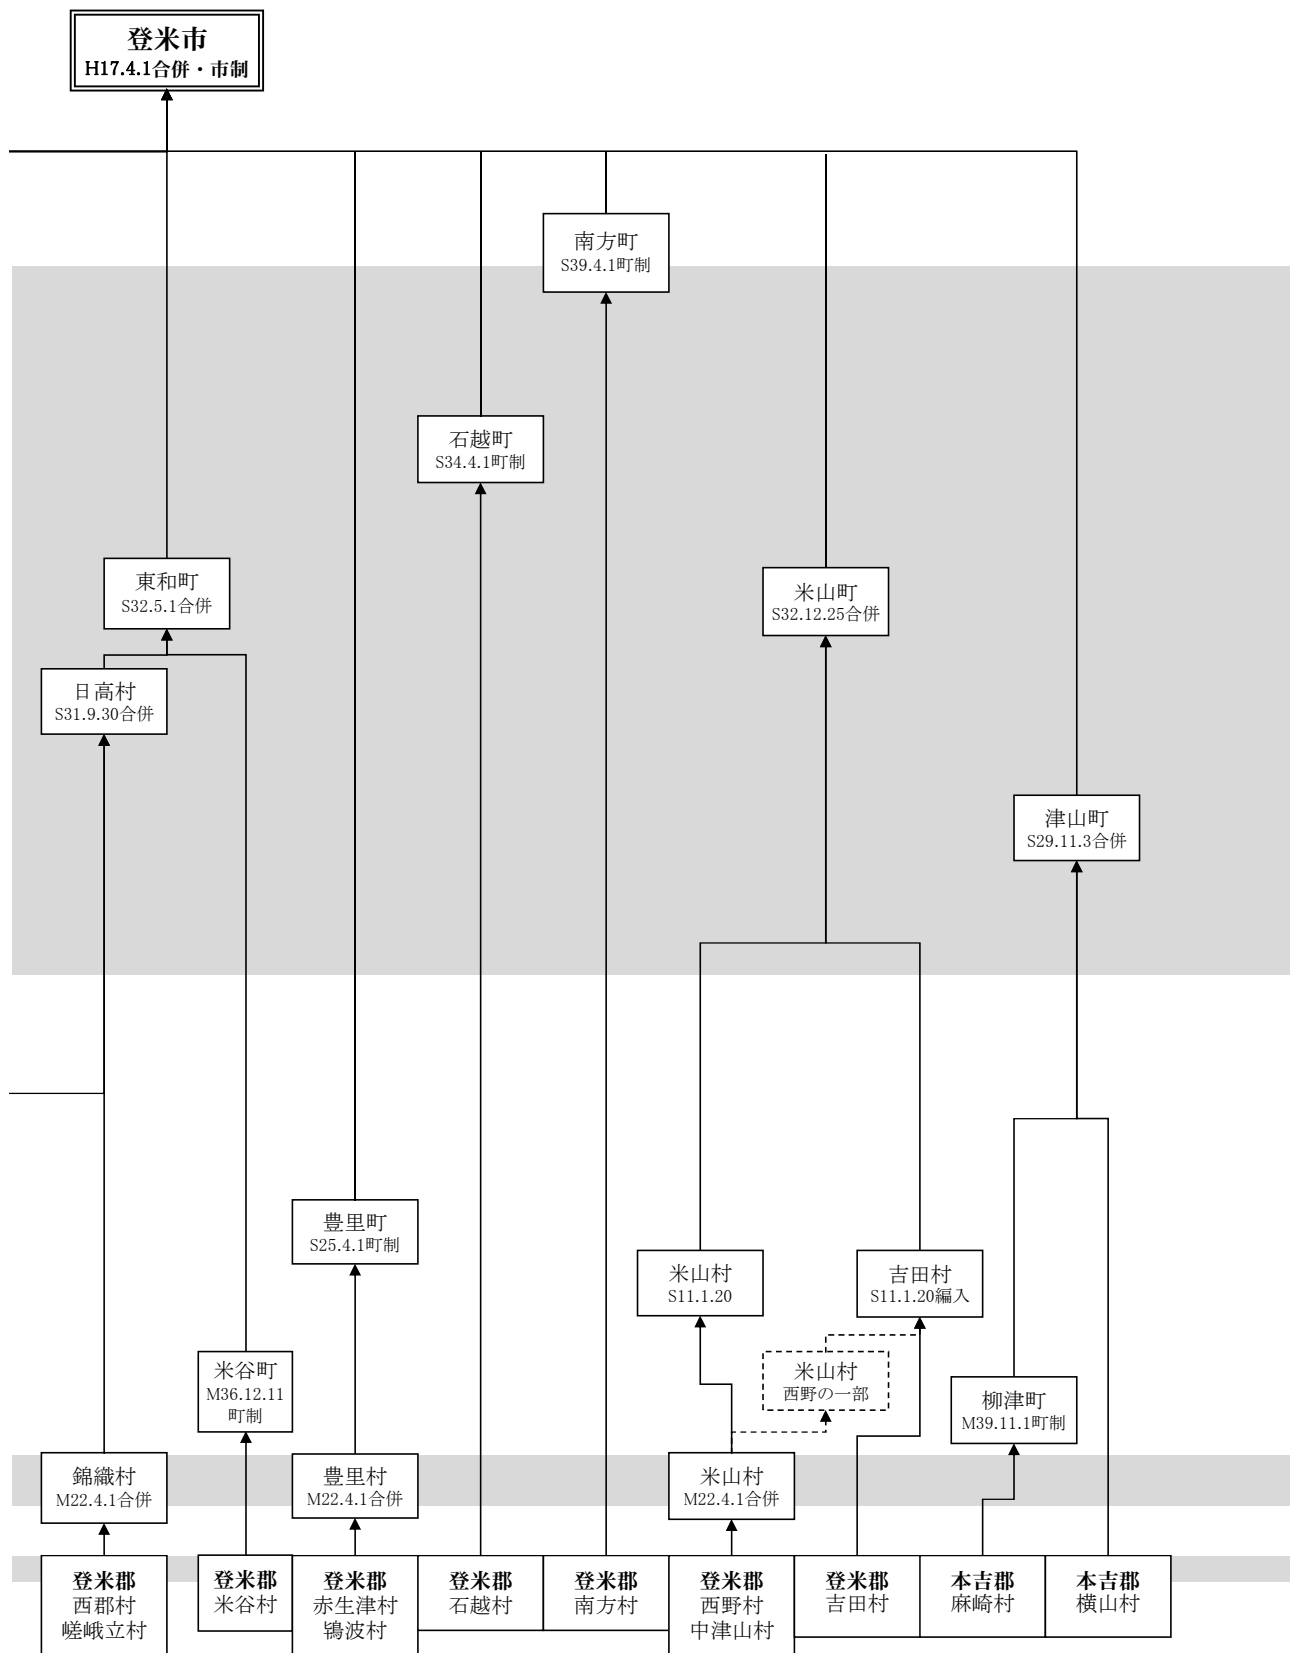 登米市
H17.4.1合併・市制
南方町
S39.4.1町制
石越町
S34.4.1町制
東和町
S32.5.1合併
米山町
S32.12.25合併
日高村
S31.9.30合併
津山町
S29.11.3合併
豊里町
S25.4.1町制
米山村
S11.1.20
吉田村
S11.1.20編入
米谷町
M36.12.11
町制
米山村
西野の一部
柳津町
M39.11.1町制
錦織村
M22.4.1合併
豊里村
M22.4.1合併
米山村
M22.4.1合併
登米郡
西郡村
嵯峨立村
登米郡
米谷村
登米郡
赤生津村
鴇波村
登米郡
石越村
登米郡
南方村
登米郡
西野村
中津山村
登米郡
吉田村
本吉郡
麻崎村
本吉郡
横山村